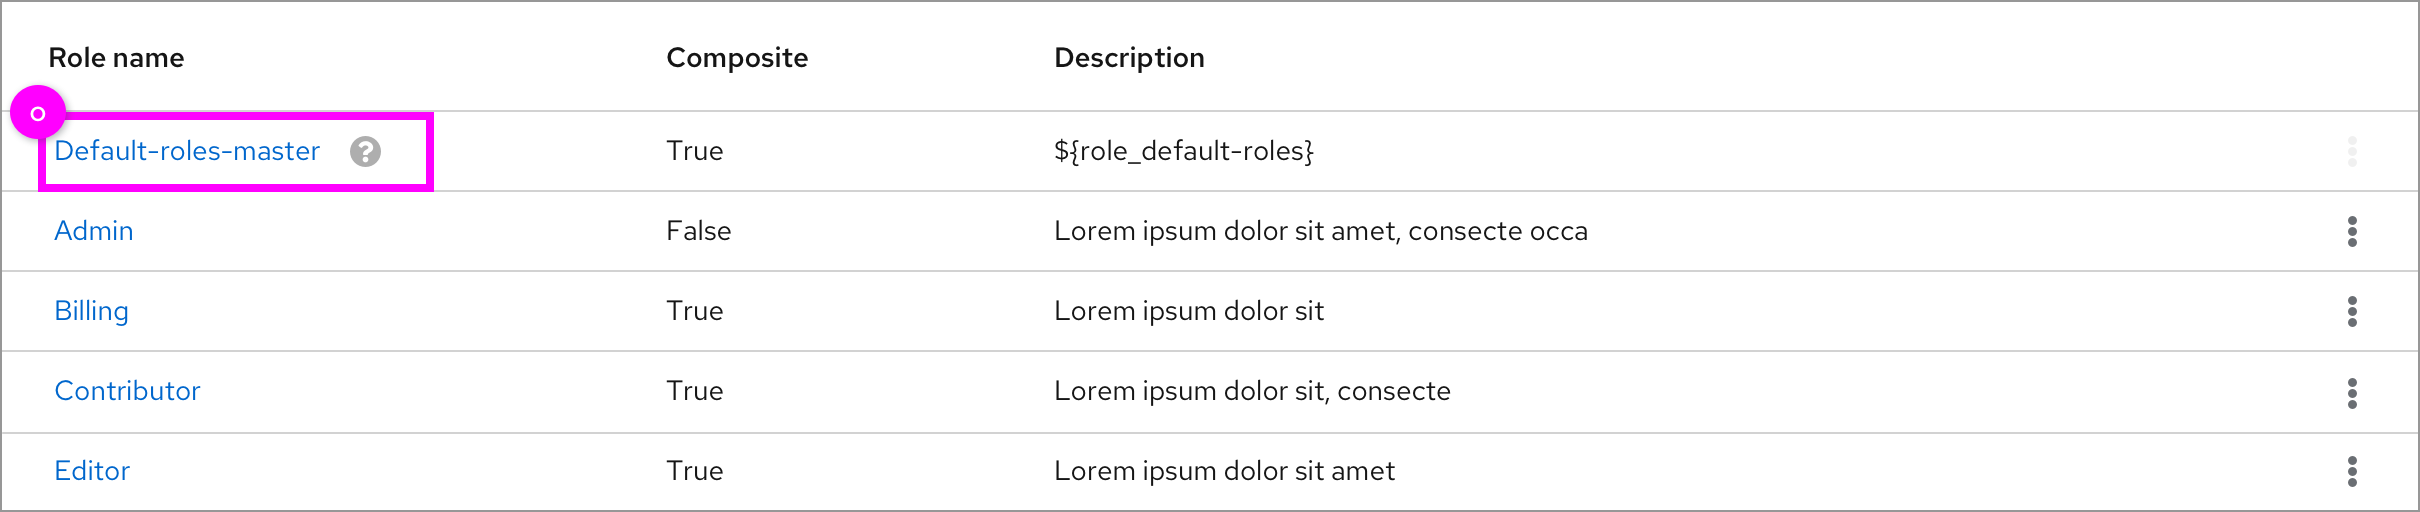 Role name Composite Description
o
Default-roles-master ? True ${role_default-roles}
Admin False Lorem ipsum dolor sit amet, consecte occa
Billing True Lorem ipsum dolor sit
Contributor True Lorem ipsum dolor sit, consecte
Editor True Lorem ipsum dolor sit amet